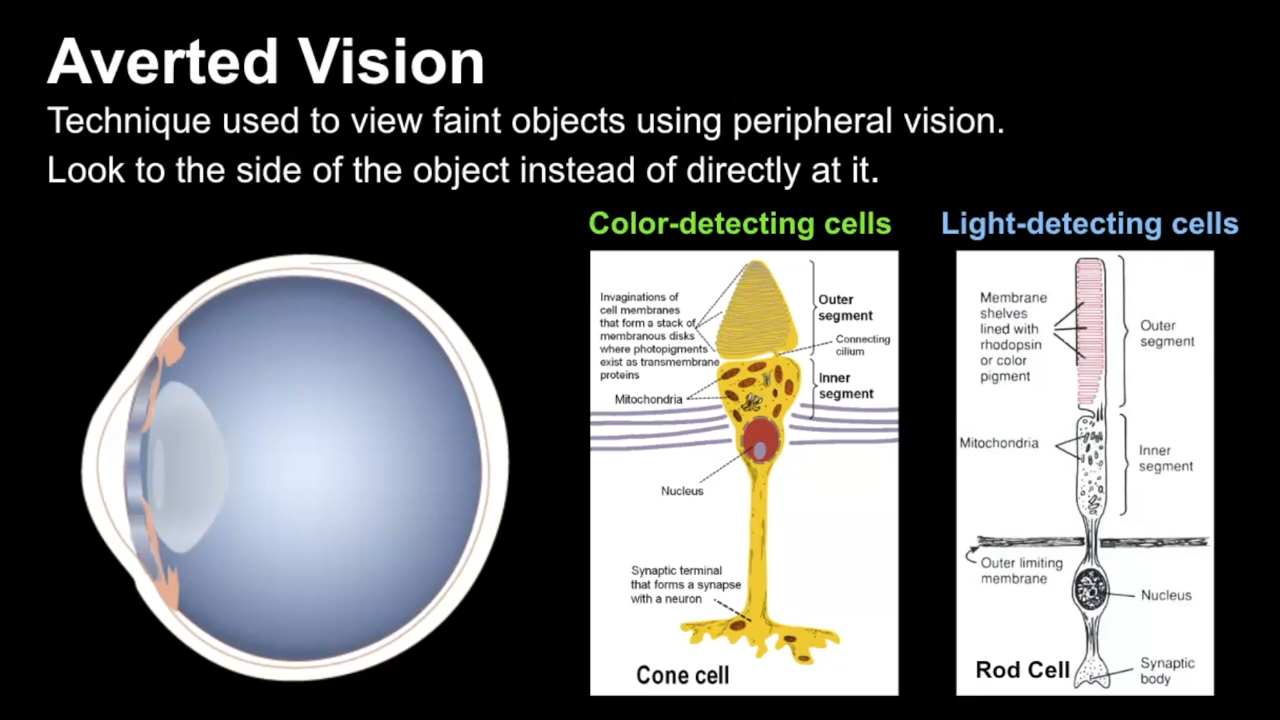 Averted Vision
Technique used to view faint objects using peripheral vision.
Look to the side of the object instead of directly at it.
Color-detecting cells
Invaginations of
cell membranes
that form a stack of
membranous disks
where photopigments
exist as transmembrane
proteins
Outer
segment
Connecting
cilium
Inner
segment
Mitochondria
Nucleus
Synaptic terminal
that forms a synapse
with a neuron
Cone cell
Light-detecting cells
Membrane
shelves
lined with
rhodopsin
or color
pigment
Outer
segment
Mitochondria
Inner
segment
Outer limiting
membrane
Nucleus
Rod Cell
Synaptic
body